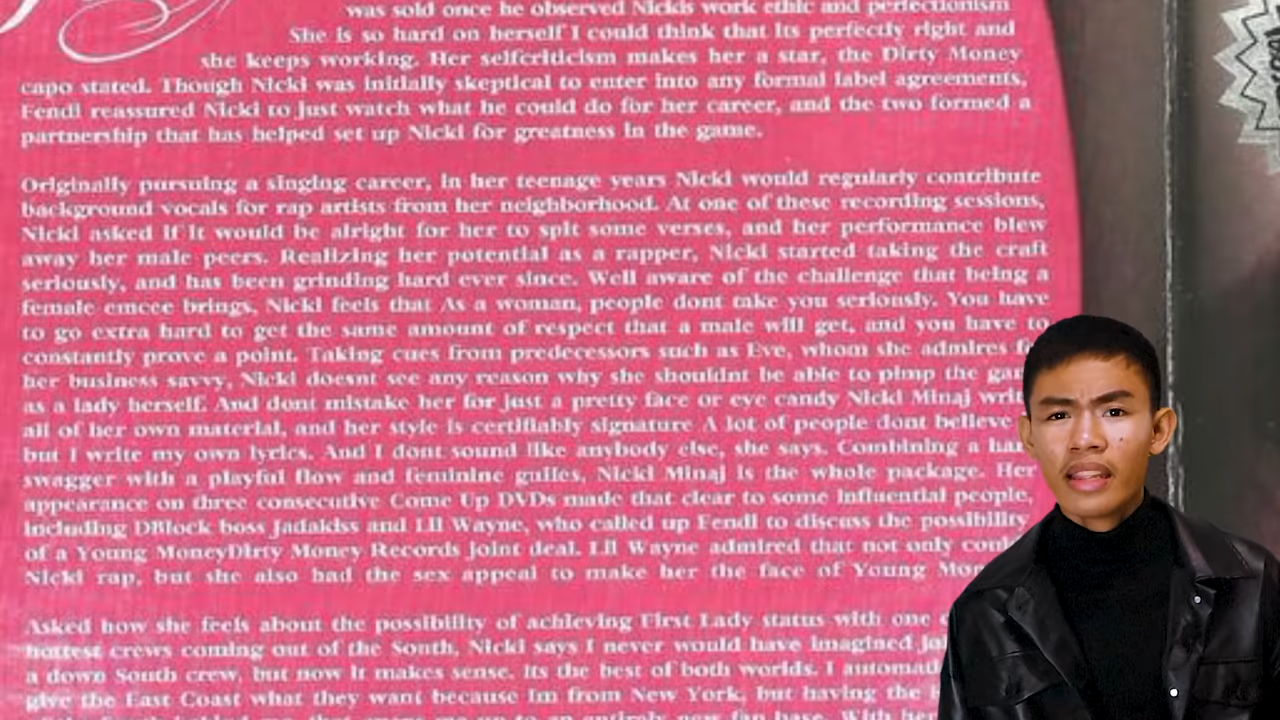 was sold once he observed Nickis work ethic and perfectionism
She is so hard on herself I could think that its perfectly right and
she keeps working. Her selfcriticism makes her a star, the Dirty Money
capo stated. Though Nicki was initially skeptical to enter into any formal label agreements,
Fendi reassured Nicki to just watch what he could do for her career, and the two formed a
partnership that has helped set up Nicki for greatness in the game.
Originally pursuing a singing career, in her teenage years Nicki would regularly contribute
background vocals for rap artists from her neighborhood. At one of these recording sessions,
Nicki asked if it would be alright for her to spit some verses, and her performance blew
away her male peers. Realizing her potential as a rapper, Nicki started taking the craft
seriously, and has been grinding hard ever since. Well aware of the challenge that being a
female emcee brings, Nicki feels that As a woman, people dont take you seriously. You have
to go extra hard to get the same amount of respect that a male will get, and you have to
constantly prove a point. Taking cues from predecessors such as Eve, whom she admires
her business savvy, Nicki doesnt see any reason why she shouldnt be able to pimp the
as a lady herself. And dont mistake her for just a pretty face or eye candy Nicki Minaj
all of her own material, and her style is certifiably signature A lot of people dont believe
but I write my own lyrics. And I dont sound like anybody else, she says. Combining a
swagger with a playful flow and feminine guiles, Nicki Minaj is the whole package. Her
appearance on three consecutive Come Up DVDs made that clear to some influential people,
including DBlock boss Jadakiss and Lil Wayne, who called up Fendi to discuss the possibility
of a Young MoneyDirty Money Records joint deal. Lil Wayne admired that not only
Nicki rap, but she also had the sex appeal to make her the face of Young
Asked how she feels about the possibility of achieving First Lady status with one
hottest crews coming out of the South, Nicki says I never would have imagined
a down South crew, but now it makes sense. its the best of both worlds. I
give the East Coast what they want because Im from New York, but having the
an entirely new fan base. With her